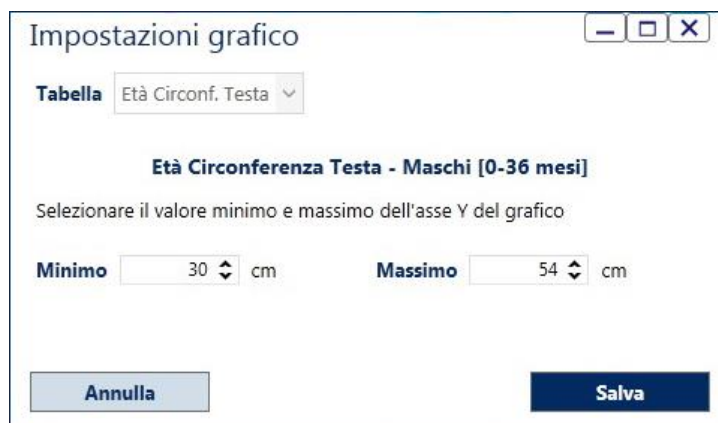 Impostazioni grafico
Tabella Età Circonf. Testa
Età Circonferenza Testa - Maschi [0-36 mesi]
Selezionare il valore minimo e massimo dell'asse Y del grafico
Minimo 30 cm Massimo 54 cm
Annulla Salva